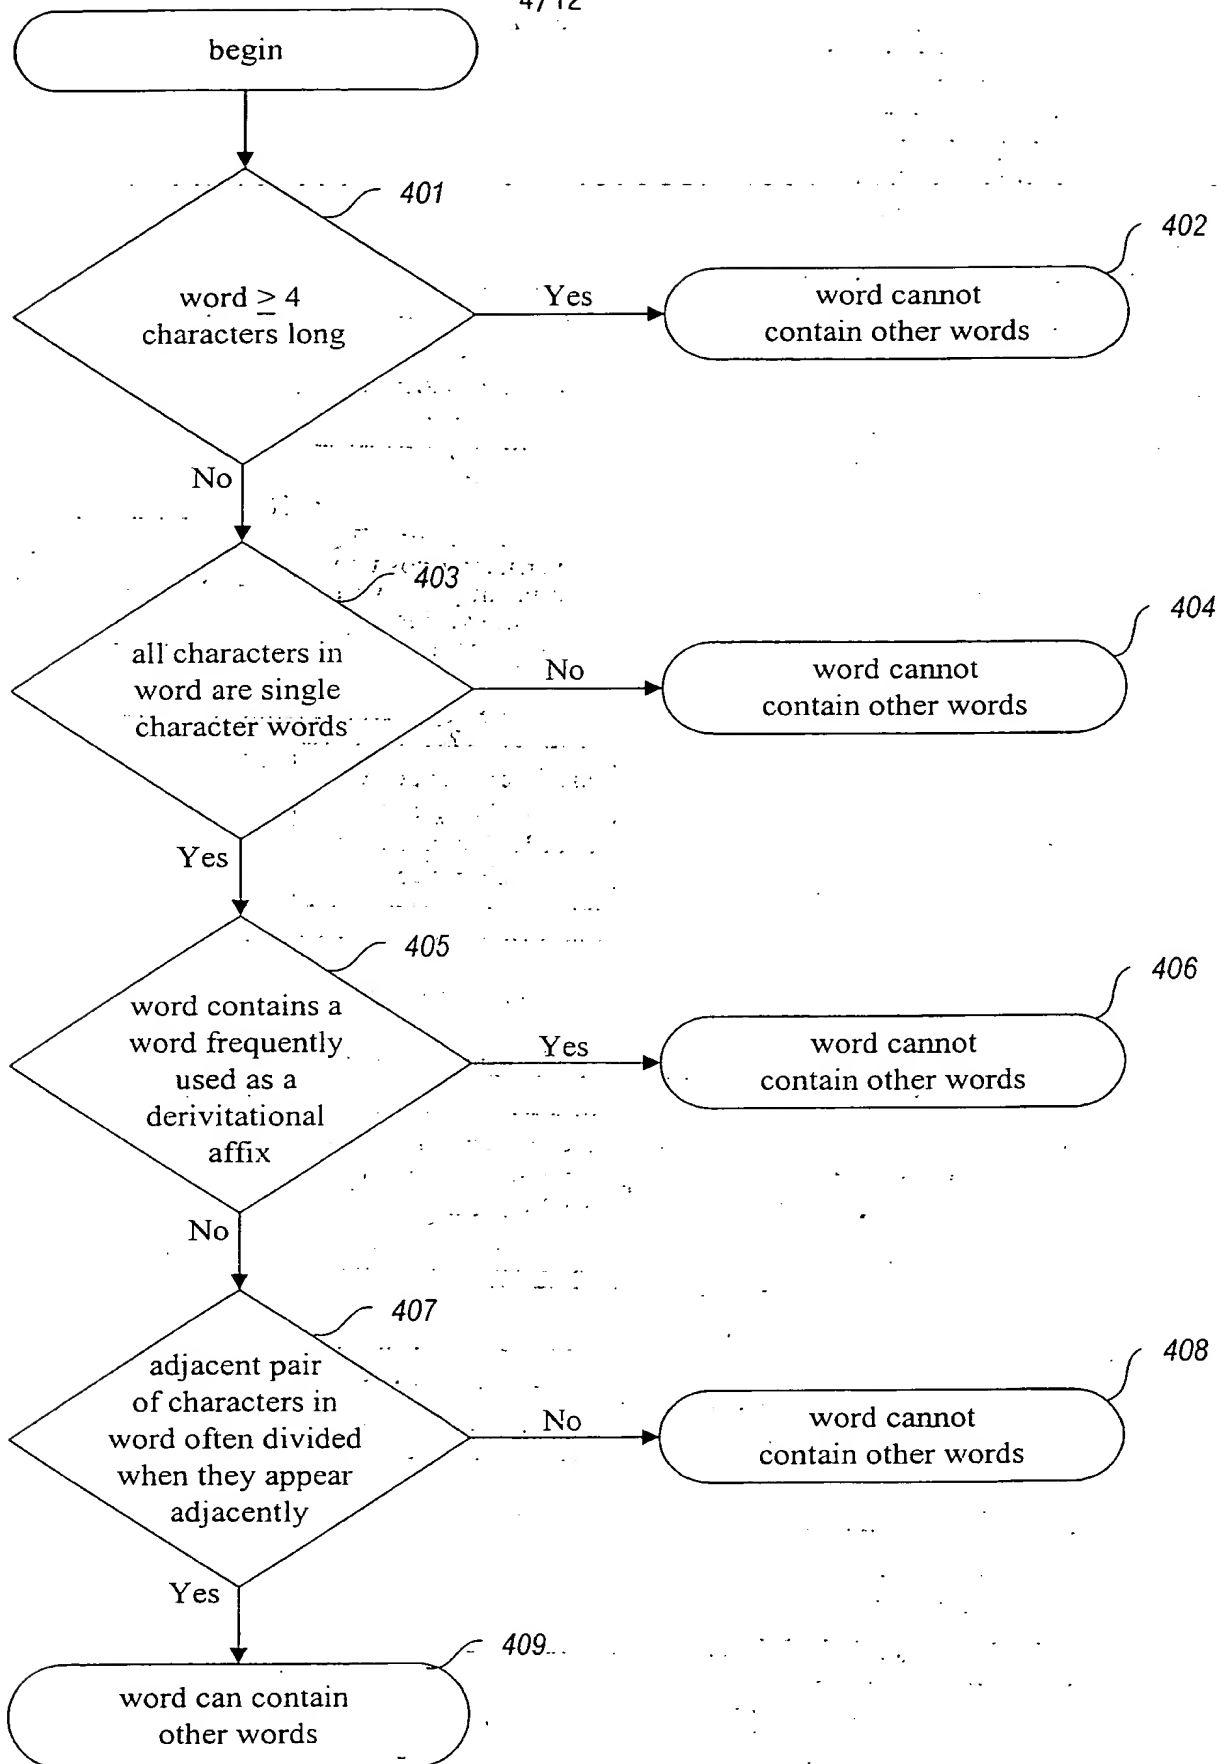 4/12
begin
401
word ≥ 4
characters long
Yes
402
word cannot
contain other words
No
403
all characters in
word are single
character words
No
404
word cannot
contain other words
Yes
405
word contains a
word frequently
used as a
derivitational
affix
Yes
406
word cannot
contain other words
No
407
adjacent pair
of characters in
word often divided
when they appear
adjacently
No
408
word cannot
contain other words
Yes
409
word can contain
other words